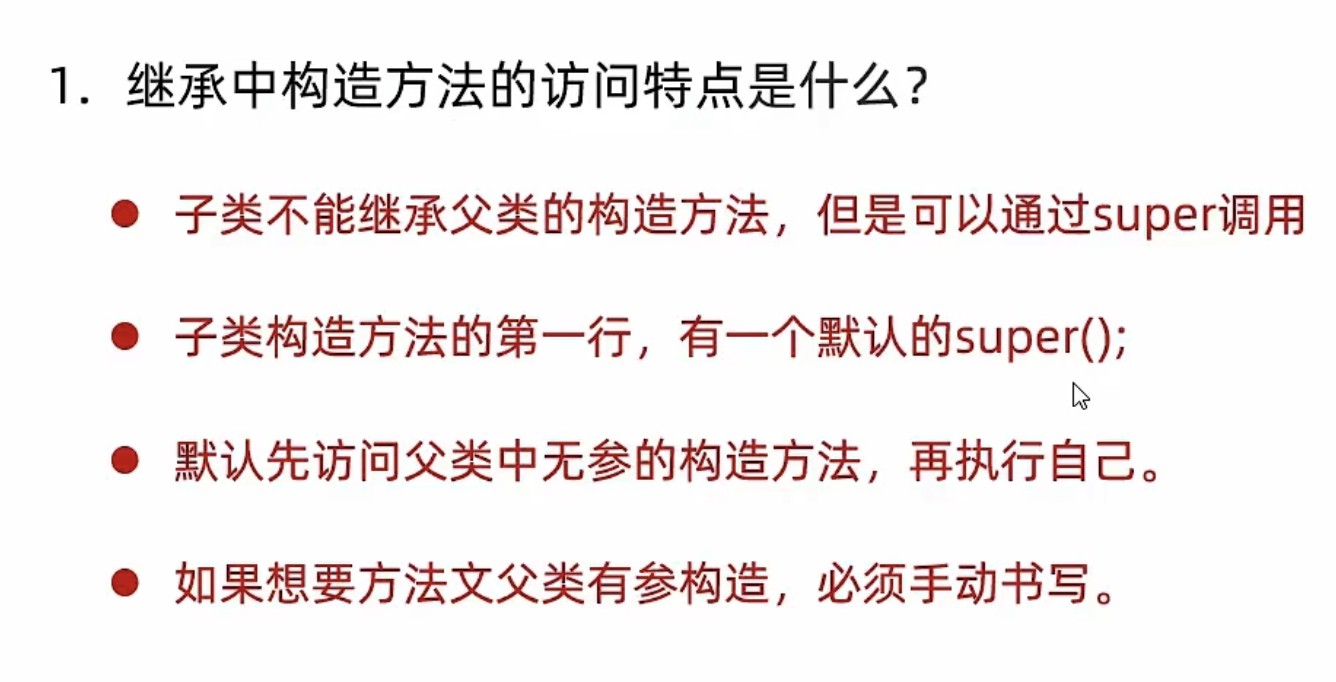 1. 继承中构造方法的访问特点是什么？
● 子类不能继承父类的构造方法，但是可以通过super调用
● 子类构造方法的第一行，有一个默认的super();
● 默认先访问父类中无参的构造方法，再执行自己。
● 如果想要方法文父类有参构造，必须手动书写。